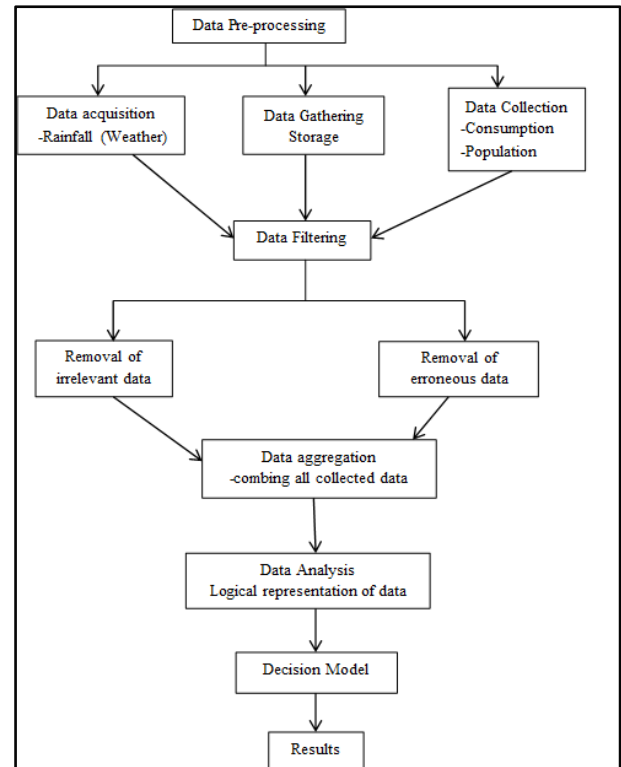 Data Pre-processing
Data acquisition
-Rainfall (Weather)
Data Gathering
Storage
Data Collection
-Consumption
-Population
Data Filtering
Removal of
irrelevant data
Removal of
erroneous data
Data aggregation
-combing all collected data
Data Analysis
Logical representation of data
Decision Model
Results